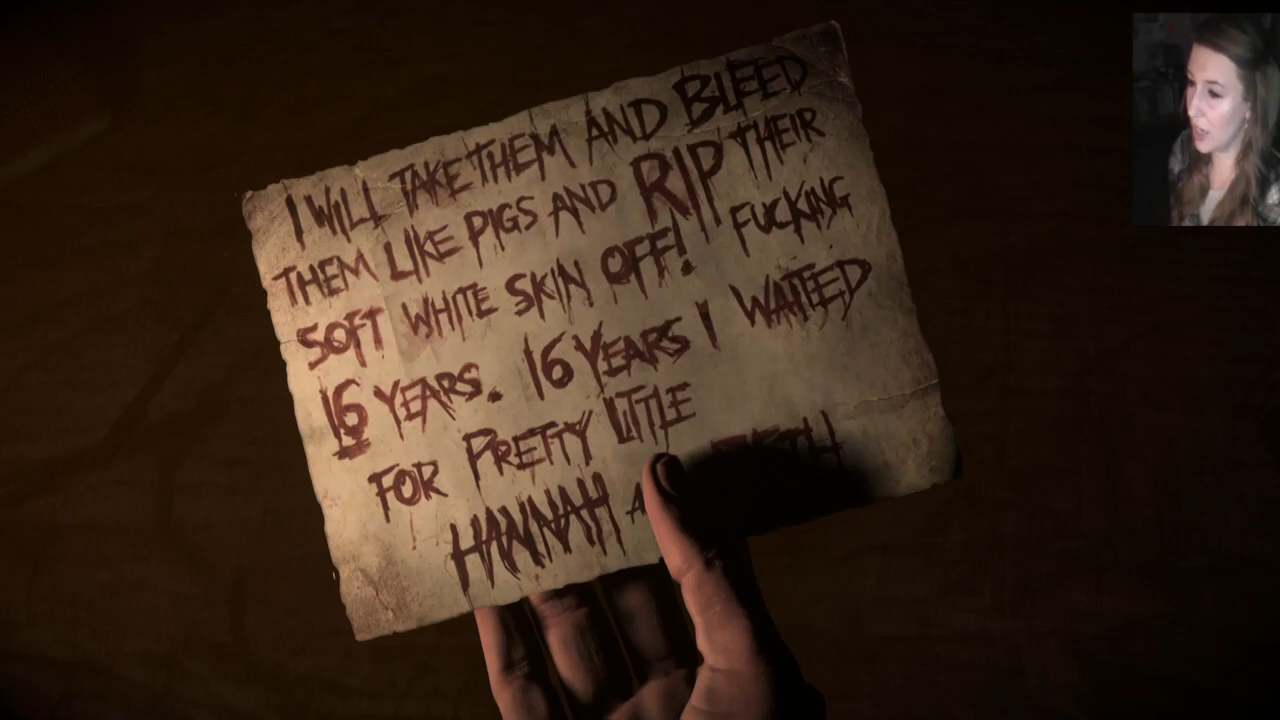 I WILL TAKE THEM AND BLEED
THEM LIKE PIGS AND RIP THEIR
SOFT WHITE SKIN OFF! FUCKING
16 YEARS. 16 YEARS I WAITED
FOR PRETTY LITTLE
HANNAH